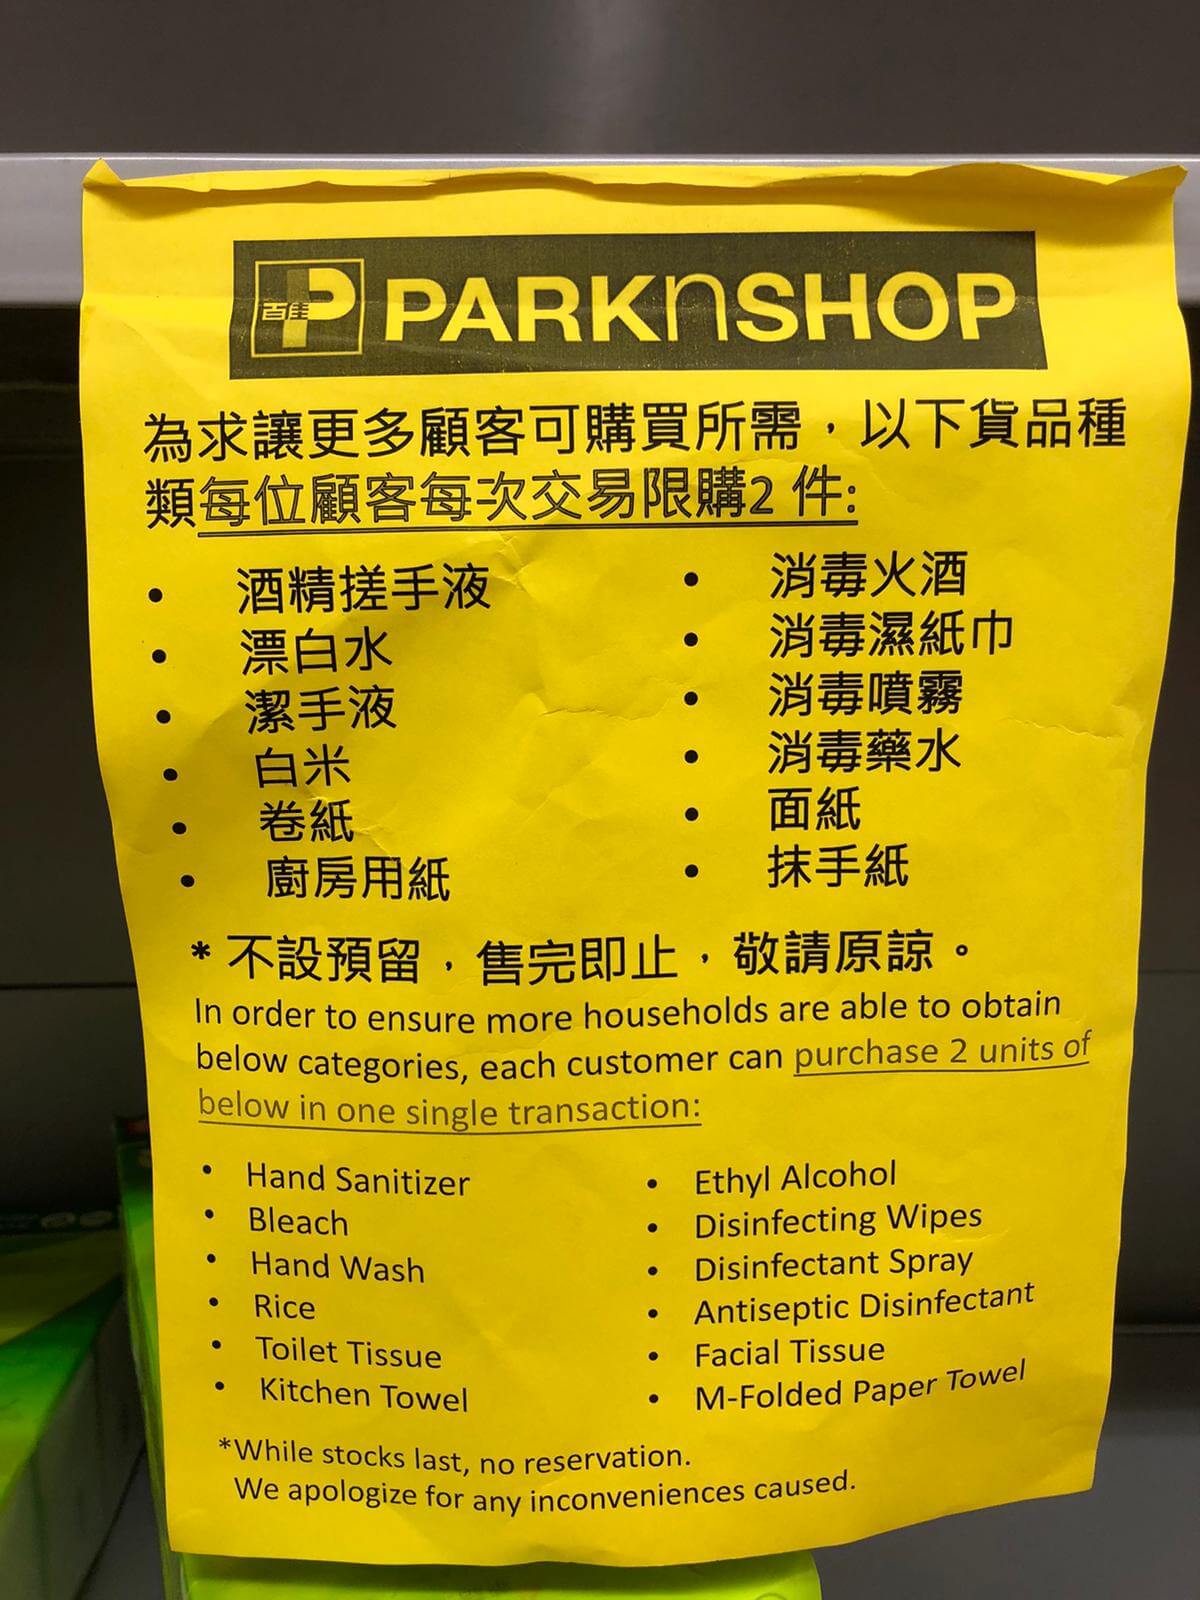 百佳 PARKnSHOP
為求讓更多顧客可購買所需，以下貨品種
類每位顧客每次交易限購2 件:
• 酒精搓手液
• 漂白水
• 潔手液
• 白米
• 卷紙
• 廚房用紙
• 消毒火酒
• 消毒濕紙巾
• 消毒噴霧
• 消毒藥水
• 面紙
• 抹手紙
* 不設預留，售完即止，敬請原諒。
In order to ensure more households are able to obtain
below categories, each customer can purchase 2 units of
below in one single transaction:
• Hand Sanitizer
• Bleach
• Hand Wash
• Rice
• Toilet Tissue
• Kitchen Towel
• Ethyl Alcohol
• Disinfecting Wipes
• Disinfectant Spray
• Antiseptic Disinfectant
• Facial Tissue
• M-Folded Paper Towel
*While stocks last, no reservation.
We apologize for any inconveniences caused.